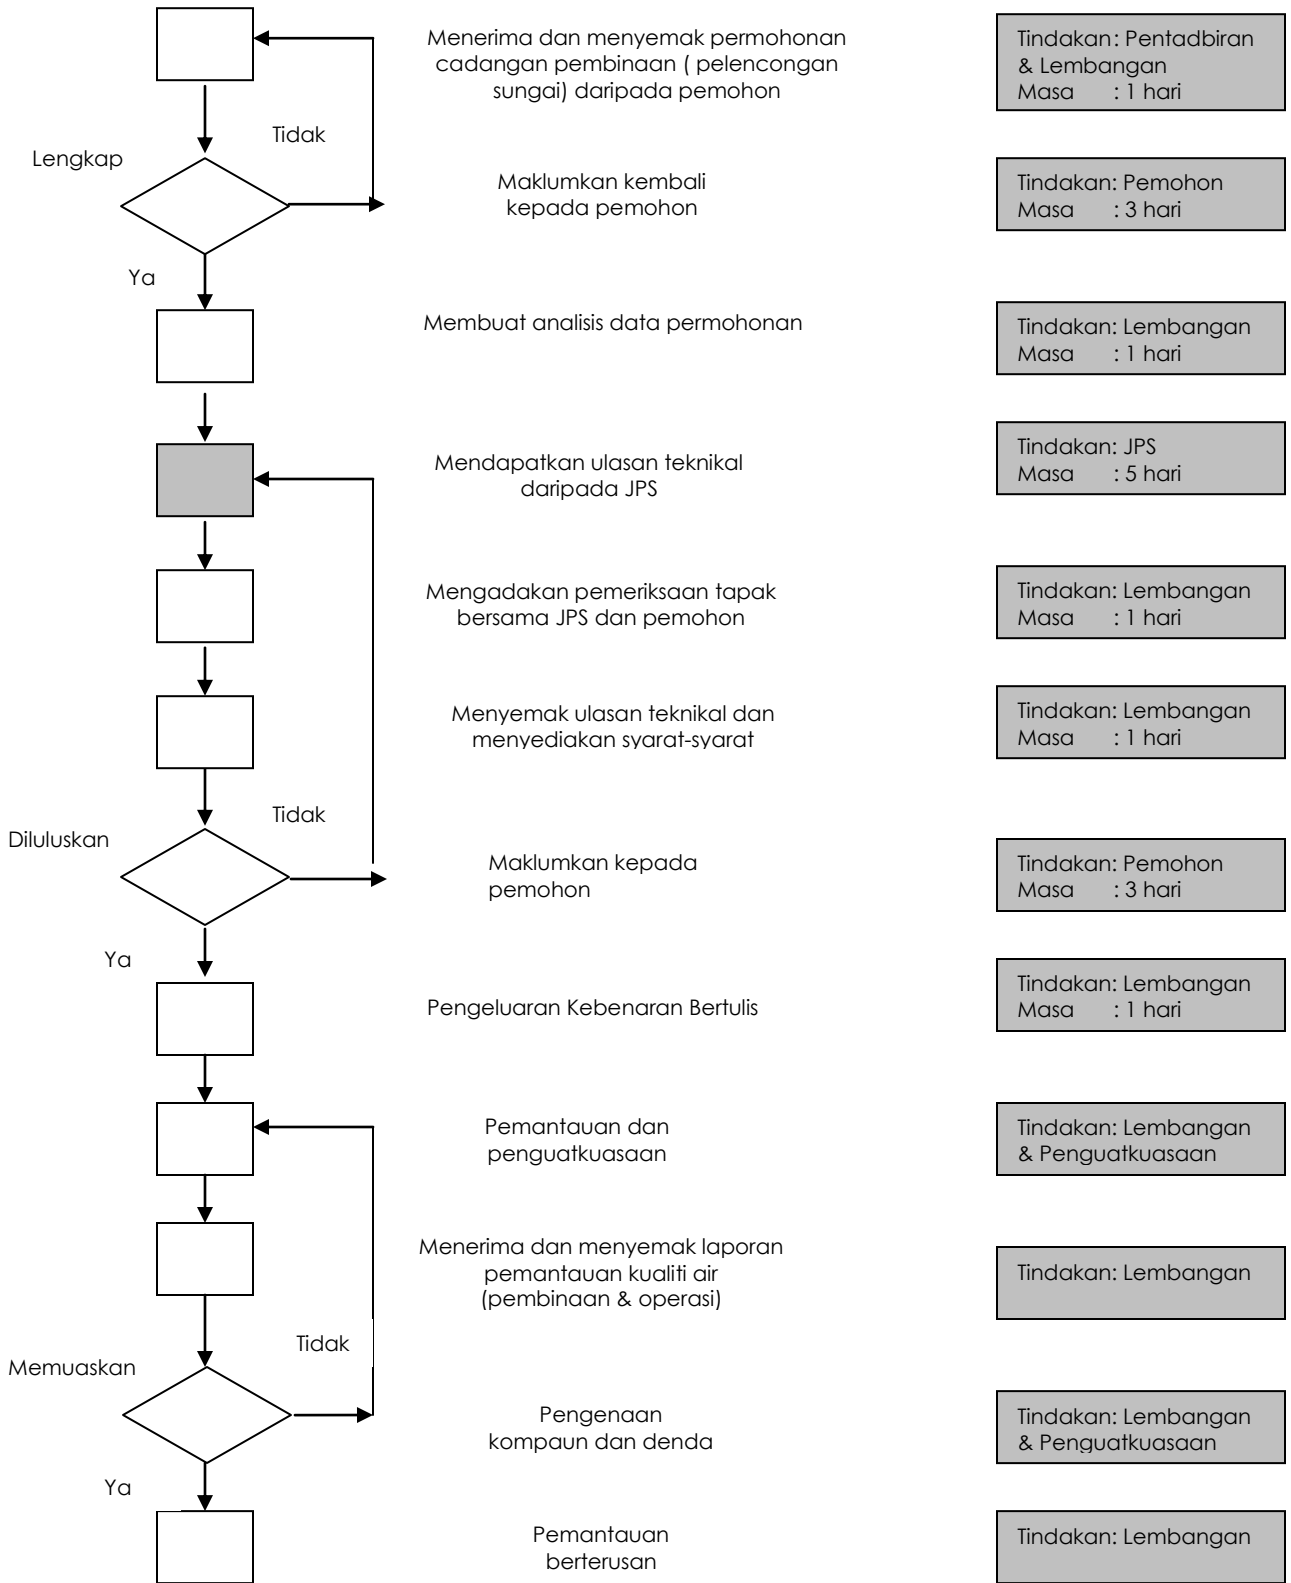 Menerima dan menyemak permohonan
cadangan pembinaan ( pelencongan
sungai) daripada pemohon
Tindakan: Pentadbiran
& Lembangan
Masa : 1 hari
Tidak
Lengkap
Maklumkan kembali
kepada pemohon
Tindakan: Pemohon
Masa : 3 hari
Ya
Membuat analisis data permohonan
Tindakan: Lembangan
Masa : 1 hari
Mendapatkan ulasan teknikal
daripada JPS
Tindakan: JPS
Masa : 5 hari
Mengadakan pemeriksaan tapak
bersama JPS dan pemohon
Tindakan: Lembangan
Masa : 1 hari
Menyemak ulasan teknikal dan
menyediakan syarat-syarat
Tindakan: Lembangan
Masa : 1 hari
Tidak
Diluluskan
Maklumkan kepada
pemohon
Tindakan: Pemohon
Masa : 3 hari
Ya
Pengeluaran Kebenaran Bertulis
Tindakan: Lembangan
Masa : 1 hari
Pemantauan dan
penguatkuasaan
Tindakan: Lembangan
& Penguatkuasaan
Menerima dan menyemak laporan
pemantauan kualiti air
(pembinaan & operasi)
Tindakan: Lembangan
Tidak
Memuaskan
Pengenaan
kompaun dan denda
Tindakan: Lembangan
& Penguatkuasaan
Ya
Pemantauan
berterusan
Tindakan: Lembangan